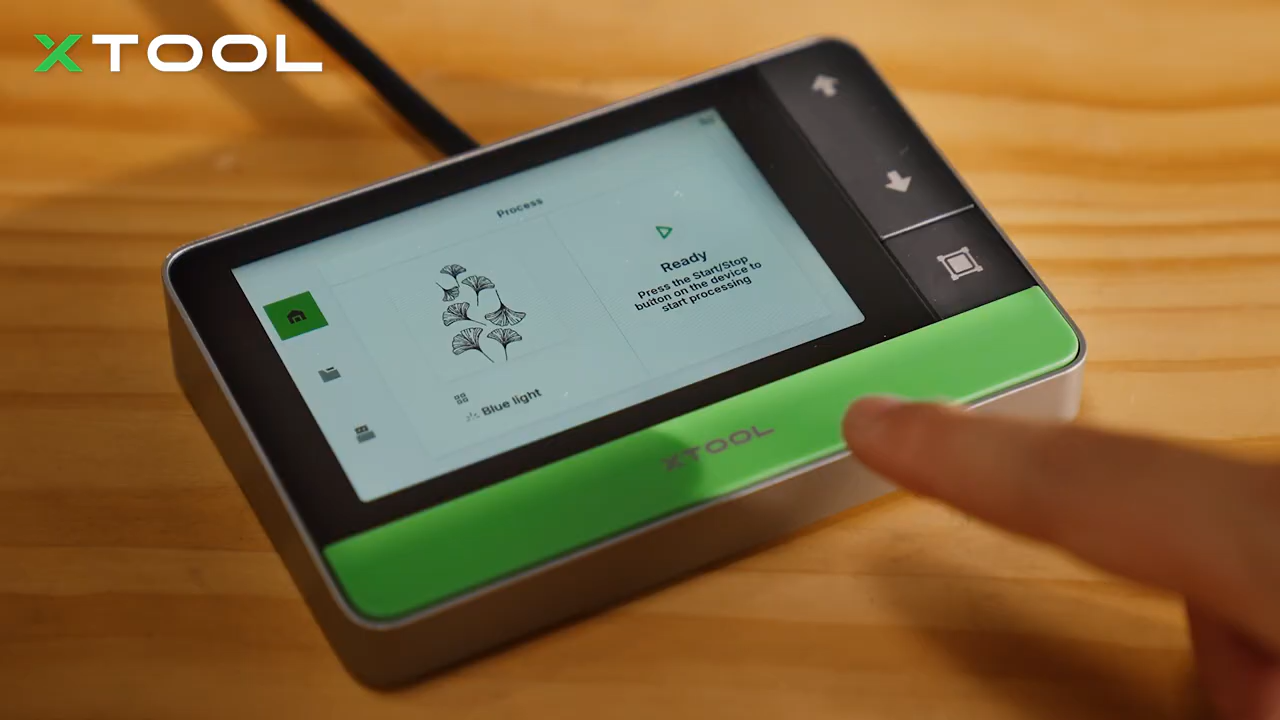 XTOOL
Process
Ready
Press the Start/Stop
button on the device to
start processing
Blue light
XTOOL